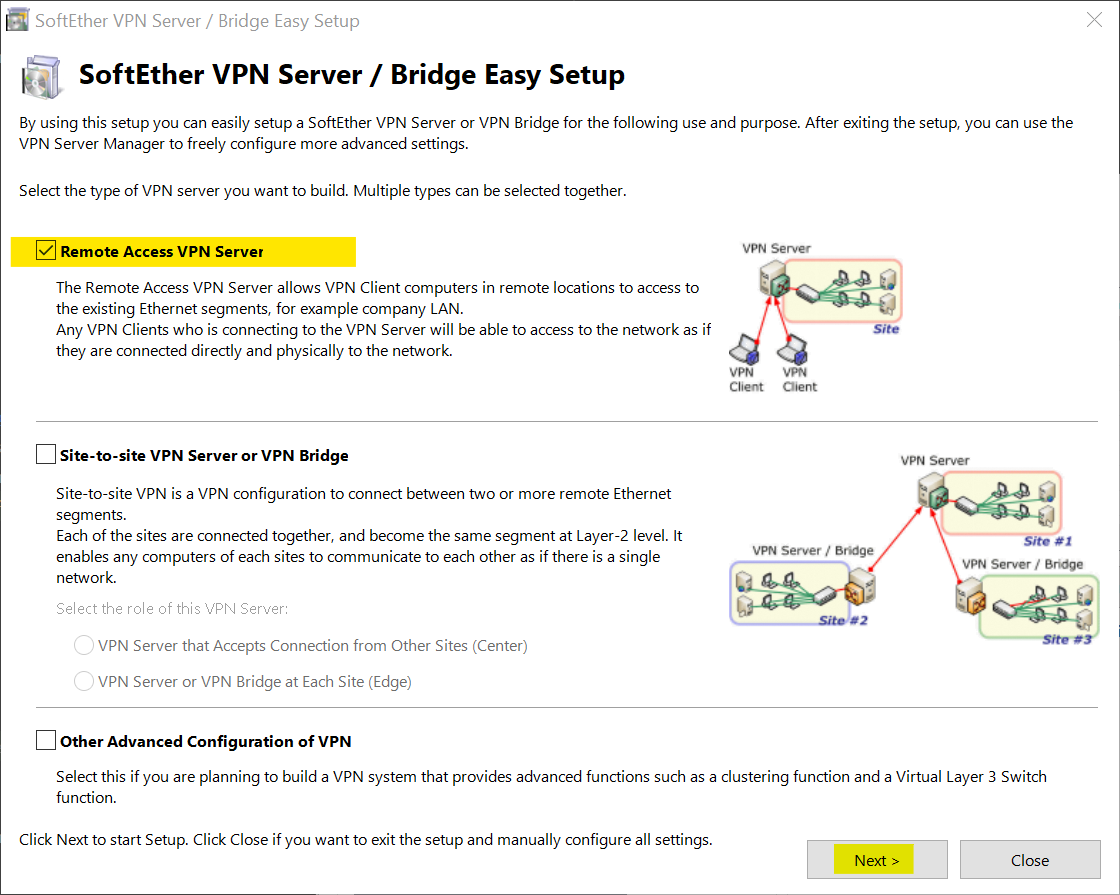 SoftEther VPN Server / Bridge Easy Setup
SoftEther VPN Server / Bridge Easy Setup
By using this setup you can easily setup a SoftEther VPN Server or VPN Bridge for the following use and purpose. After exiting the setup, you can use the
VPN Server Manager to freely configure more advanced settings.
Select the type of VPN server you want to build. Multiple types can be selected together.
Remote Access VPN Server
The Remote Access VPN Server allows VPN Client computers in remote locations to access to
the existing Ethernet segments, for example company LAN.
Any VPN Clients who is connecting to the VPN Server will be able to access to the network as if
they are connected directly and physically to the network.
VPN Server
Site
VPN
Client
VPN
Client
Site-to-site VPN Server or VPN Bridge
Site-to-site VPN is a VPN configuration to connect between two or more remote Ethernet
segments.
Each of the sites are connected together, and become the same segment at Layer-2 level. It
enables any computers of each sites to communicate to each other as if there is a single
network.
Select the role of this VPN Server:
VPN Server that Accepts Connection from Other Sites (Center)
VPN Server or VPN Bridge at Each Site (Edge)
VPN Server
Site #1
VPN Server / Bridge
Site #2
VPN Server / Bridge
Site #3
Other Advanced Configuration of VPN
Select this if you are planning to build a VPN system that provides advanced functions such as a clustering function and a Virtual Layer 3 Switch
function.
Click Next to start Setup. Click Close if you want to exit the setup and manually configure all settings.
Next >
Close